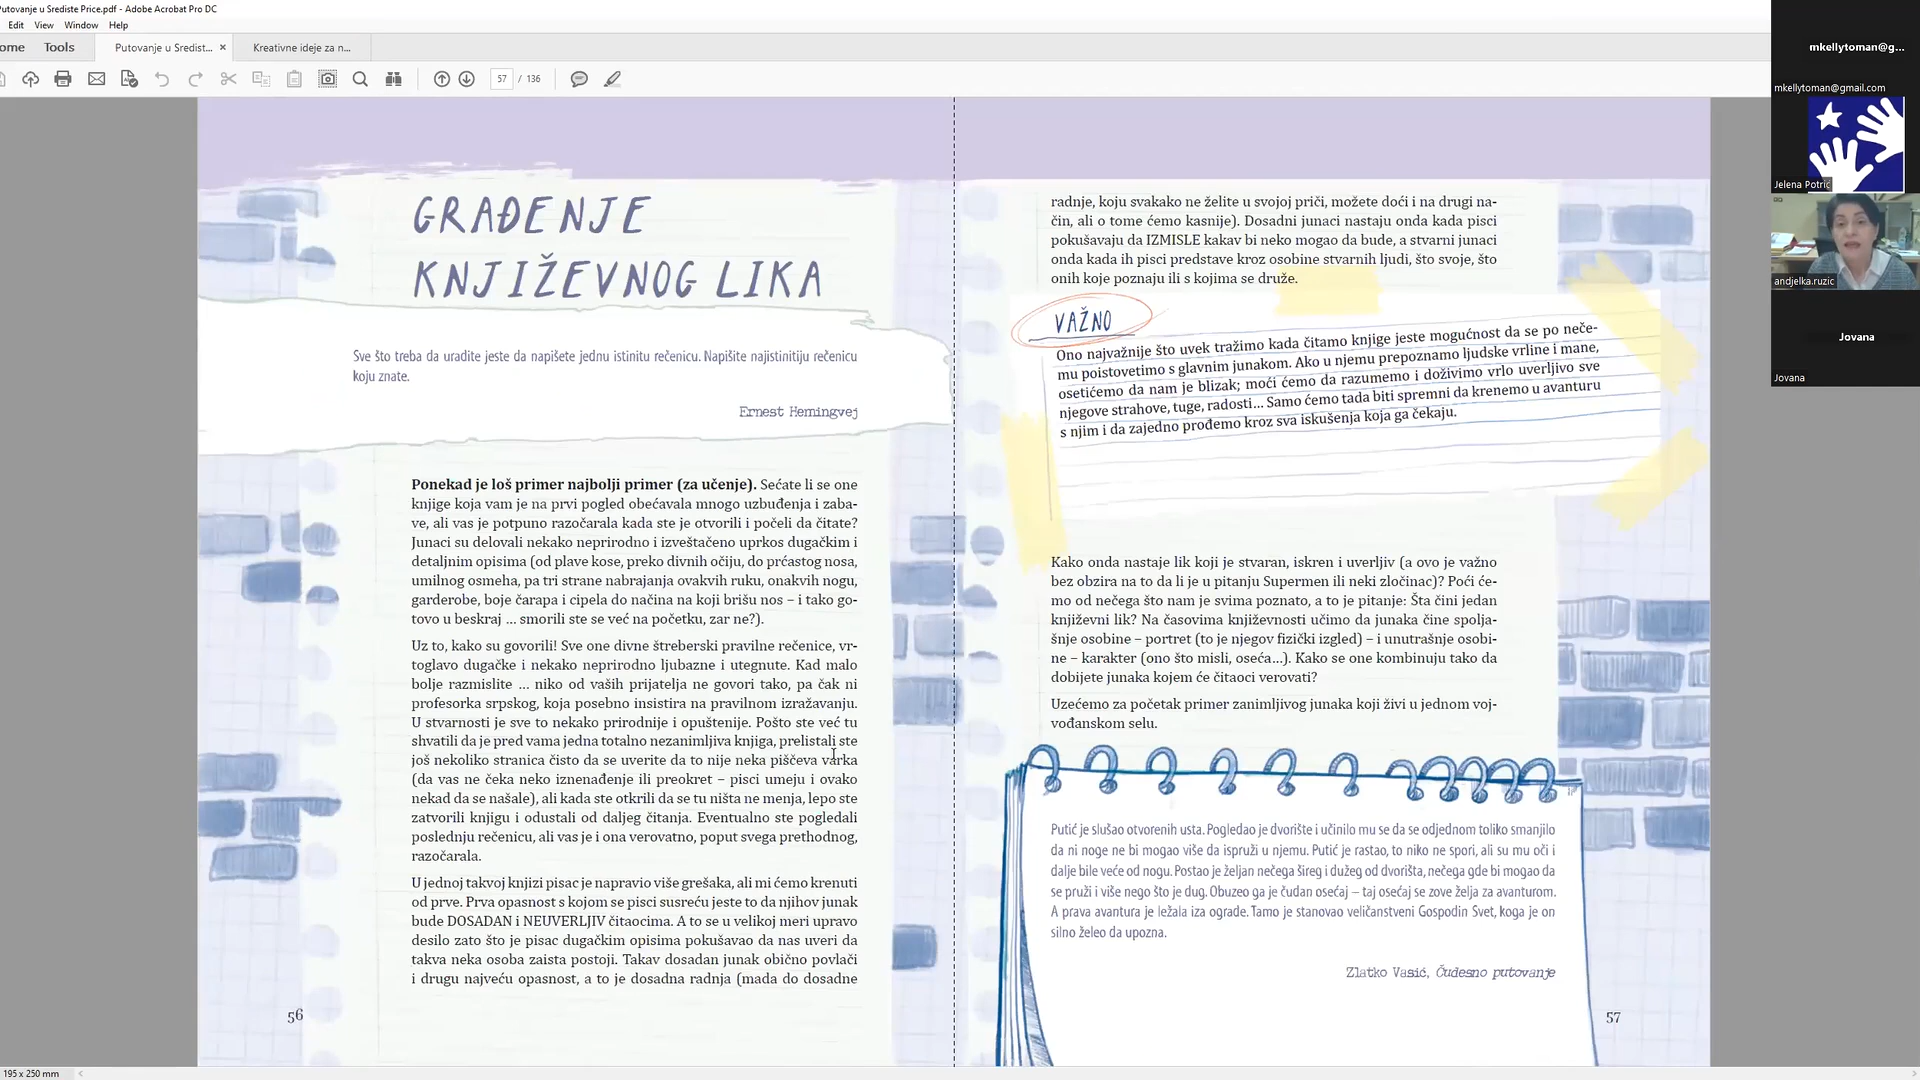 Putovanje u Srediste Price.pdf - Adobe Acrobat Pro DC
Edit View Window Help
Tools
Putovanje u Sredist... ×
Kreativne ideje za n...
57 / 136
GRAĐENJE
KNJIŽEVNOG LIKA
Sve što treba da uradite jeste da napišete jednu istinitu rečenicu. Napišite najistinitiju rečenicu
koju znate.
Ernest Hemingvej
Ponekad je loš primer najbolji primer (za učenje). Sećate li se one
knjige koja vam je na prvi pogled obećavala mnogo uzbuđenja i zaba-
ve, ali vas je potpuno razočarala kada ste je otvorili i počeli da čitate?
Junaci su delovali nekako neprirodno i izveštačeno uprkos dugačkim i
detaljnim opisima (od plave kose, preko divnih očiju, do prćastog nosa,
umilnog osmeha, pa tri strane nabrajanja ovakvih ruku, onakvih nogu,
garderobe, boje čarapa i cipela do načina na koji brišu nos – i tako go-
tovo u beskraj ... smorili ste se već na početku, zar ne?).
Uz to, kako su govorili! Sve one divne štreberski pravilne rečenice, vr-
toglavo dugačke i nekako neprirodno ljubazne i utegnute. Kad malo
bolje razmislite ... niko od vaših prijatelja ne govori tako, pa čak ni
profesorka srpskog, koja posebno insistira na pravilnom izražavanju.
U stvarnosti je sve to nekako prirodnije i opuštenije. Pošto ste već tu
shvatili da je pred vama jedna totalno nezanimljiva knjiga, prelistali ste
još nekoliko stranica čisto da se uverite da to nije neka piščeva varka
(da vas ne čeka neko iznenađenje ili preokret – pisci umeju i ovako
nekad da se našale), ali kada ste otkrili da se tu ništa ne menja, lepo ste
zatvorili knjigu i odustali od daljeg čitanja. Eventualno ste pogledali
poslednju rečenicu, ali vas je i ona verovatno, poput svega prethodnog,
razočarala.
U jednoj takvoj knjizi pisac je napravio više grešaka, ali mi ćemo krenuti
od prve. Prva opasnost s kojom se pisci susreću jeste to da njihov junak
bude DOSADAN i NEUVERLJIV čitaocima. A to se u velikoj meri upravo
desilo zato što je pisac dugačkim opisima pokušavao da nas uveri da
takva neka osoba zaista postoji. Takav dosadan junak obično povlači
i drugu najveću opasnost, a to je dosadna radnja (mada do dosadne
56
radnje, koju svakako ne želite u svojoj priči, možete doći i na drugi na-
čin, ali o tome ćemo kasnije). Dosadni junaci nastaju onda kada pisci
pokušavaju da IZMISLE kakav bi neko mogao da bude, a stvarni junaci
onda kada ih pisci predstave kroz osobine stvarnih ljudi, što svoje, što
onih koje poznaju ili s kojima se druže.
VAŽNO
Ono najvažnije što uvek tražimo kada čitamo knjige jeste mogućnost da se po neče-
mu poistovetimo s glavnim junakom. Ako u njemu prepoznamo ljudske vrline i mane,
osetićemo da nam je blizak; moći ćemo da razumemo i doživimo vrlo uverljivo sve
njegove strahove, tuge, radosti... Samo ćemo tada biti spremni da krenemo u avanturu
s njim i da zajedno prođemo kroz sva iskušenja koja ga čekaju.
Kako onda nastaje lik koji je stvaran, iskren i uverljiv (a ovo je važno
bez obzira na to da li je u pitanju Supermen ili neki zločinac)? Poći će-
mo od nečega što nam je svima poznato, a to je pitanje: Šta čini jedan
književni lik? Na časovima književnosti učimo da junaka čine spolja-
šnje osobine – portret (to je njegov fizički izgled) – i unutrašnje osobi-
ne – karakter (ono što misli, oseća...). Kako se one kombinuju tako da
dobijete junaka kojem će čitaoci verovati?
Uzećemo za početak primer zanimljivog junaka koji živi u jednom voj-
vođanskom selu.
Putić je slušao otvorenih usta. Pogledao je dvorište i učinilo mu se da se odjednom toliko smanjilo
da ni noge ne bi mogao više da ispruži u njemu. Putić je rastao, to niko ne spori, ali su mu oči i
dalje bile veće od nogu. Postao je željan nečega šireg i dužeg od dvorišta, nečega gde bi mogao da
se pruži i više nego što je dug. Obuzeo ga je čudan osećaj – taj osećaj se zove želja za avanturom.
A prava avantura je ležala iza ograde. Tamo je stanovao veličanstveni Gospodin Svet, koga je on
silno želeo da upozna.
Zlatko Vasić, Čudesno putovanje
57
195 x 250 mm
mkellytoman@g...
mkellytoman@gmail.com
Jelena Potrić
andjelka.ruzic
Jovana
Jovana